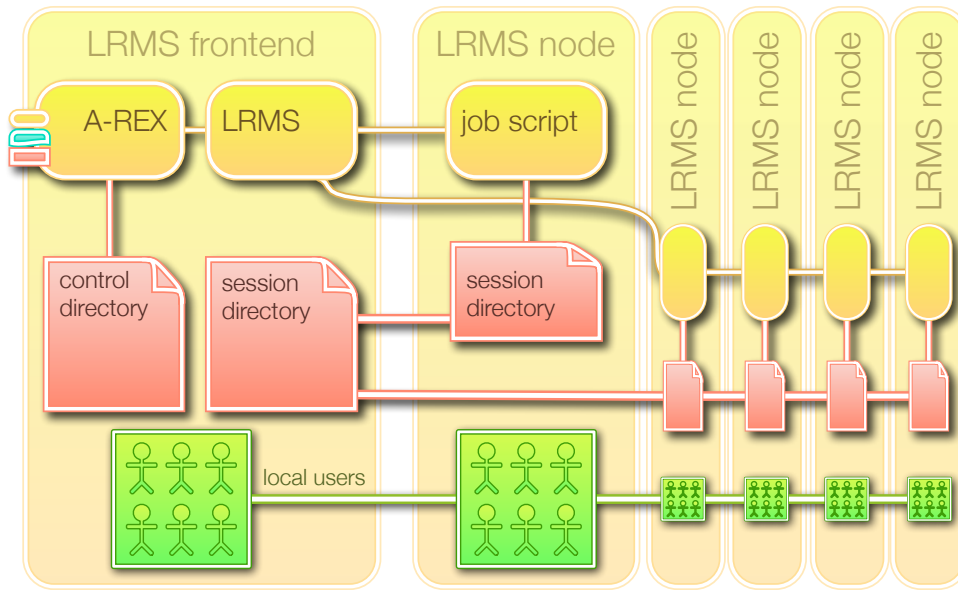 LRMS frontend
LRMS node
LRMS node
LRMS node
LRMS node
LRMS node
A-REX
LRMS
job script
control
directory
session
directory
session
directory
local users